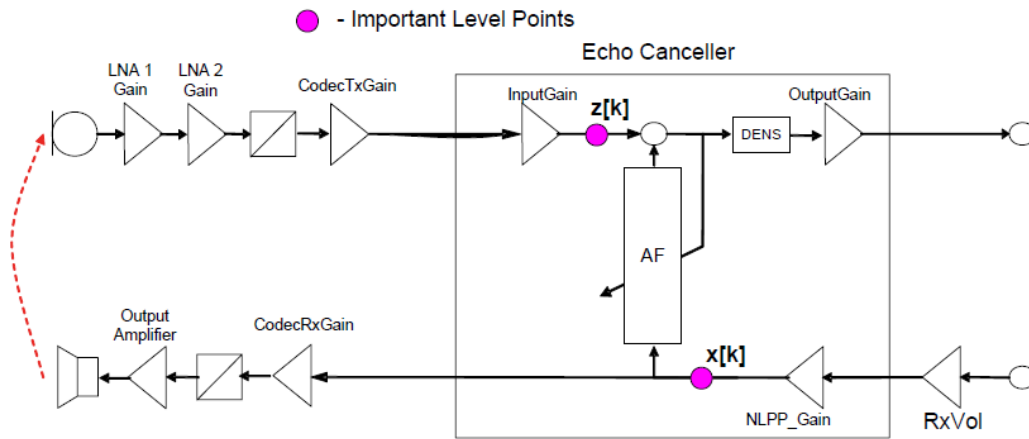 - Important Level Points
Echo Canceller
LNA 1
Gain
LNA 2
Gain
CodecTxGain
InputGain
z[k]
OutputGain
DENS
AF
Output
Amplifier
CodecRxGain
x[k]
NLPP_Gain
RxVol